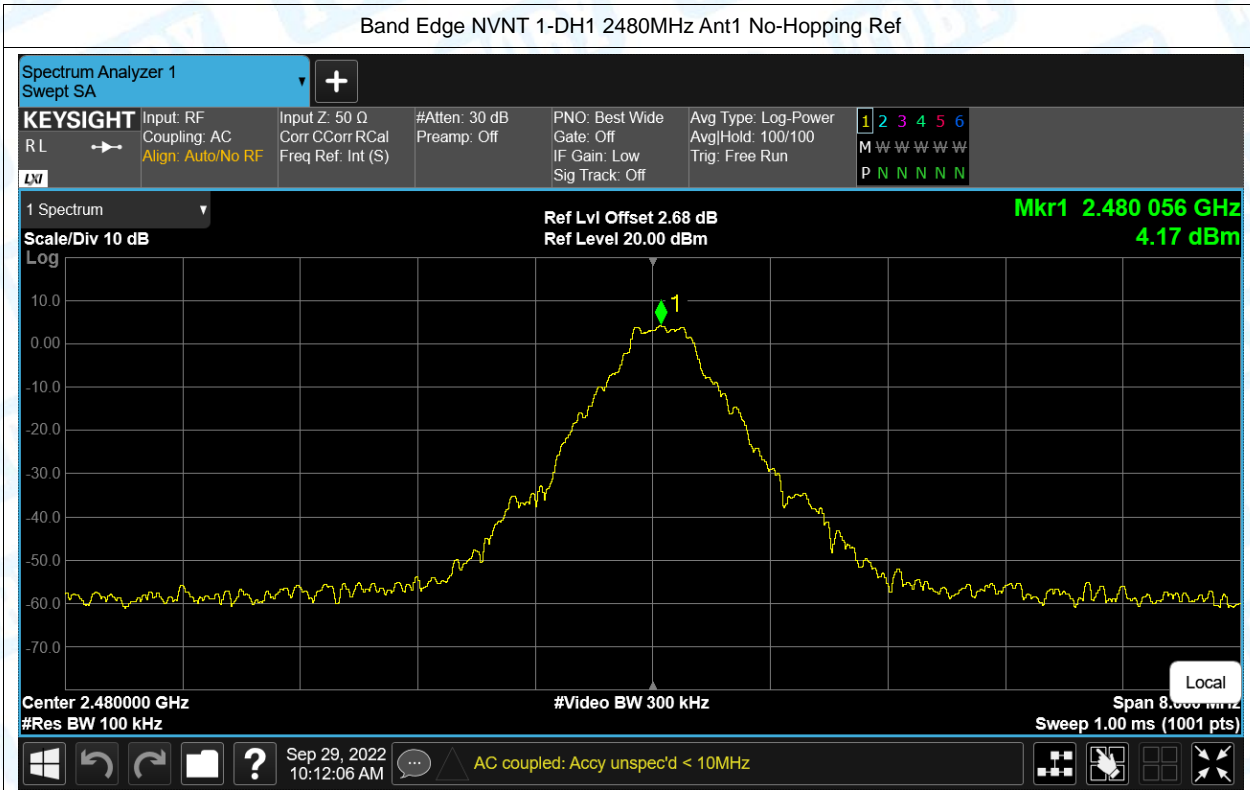 Band Edge NVNT 1-DH1 2480MHz Ant1 No-Hopping Ref
Spectrum Analyzer 1
Swept SA
+
KEYSIGHT
R L
LXI
Input: RF
Coupling: AC
Align: Auto/No RF
Input Z: 50 Ω
Corr CCorr RCal
Freq Ref: Int (S)
#Atten: 30 dB
Preamp: Off
PNO: Best Wide
Gate: Off
IF Gain: Low
Sig Track: Off
Avg Type: Log-Power
Avg|Hold: 100/100
Trig: Free Run
1 2 3 4 5 6
M W W W W W
P N N N N N
1 Spectrum
Scale/Div 10 dB
Ref Lvl Offset 2.68 dB
Ref Level 20.00 dBm
Mkr1 2.480 056 GHz
4.17 dBm
Log
1
10.0
0.00
-10.0
-20.0
-30.0
-40.0
-50.0
-60.0
-70.0
Center 2.480000 GHz
#Res BW 100 kHz
#Video BW 300 kHz
Local
Span 8.000 MHz
Sweep 1.00 ms (1001 pts)
?
Sep 29, 2022
10:12:06 AM
AC coupled: Accy unspec'd < 10MHz